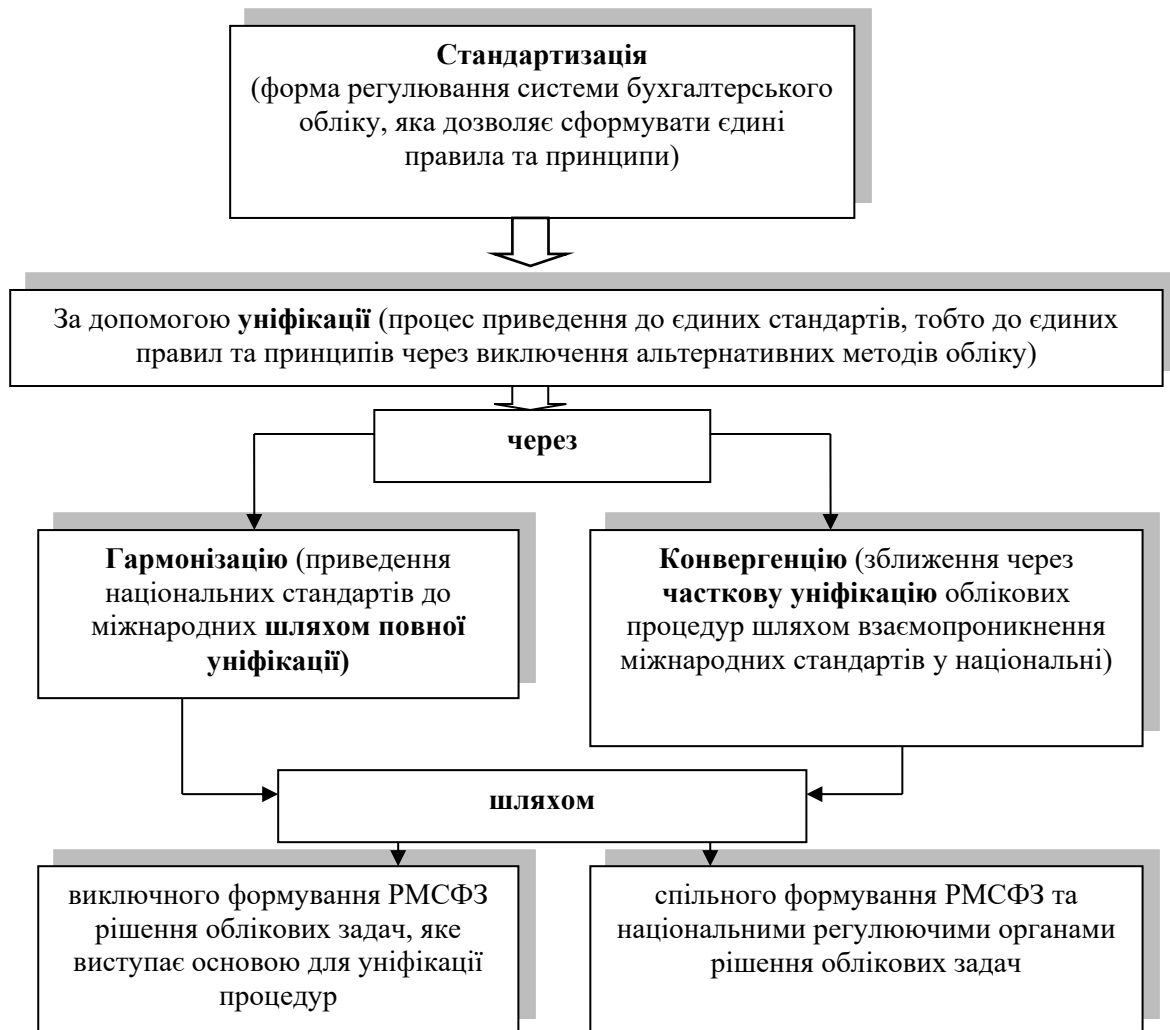 Стандартизація
(форма регулювання системи бухгалтерського
обліку, яка дозволяє сформувати єдині
правила та принципи)
За допомогою уніфікації (процес приведення до єдиних стандартів, тобто до єдиних
правил та принципів через виключення альтернативних методів обліку)
через
Гармонізацію (приведення
національних стандартів до
міжнародних шляхом повної
уніфікації)
Конвергенцію (зближення через
часткову уніфікацію облікових
процедур шляхом взаємопроникнення
міжнародних стандартів у національні)
шляхом
виключного формування РМСФЗ
рішення облікових задач, яке
виступає основою для уніфікації
процедур
спільного формування РМСФЗ та
національними регулюючими органами
рішення облікових задач